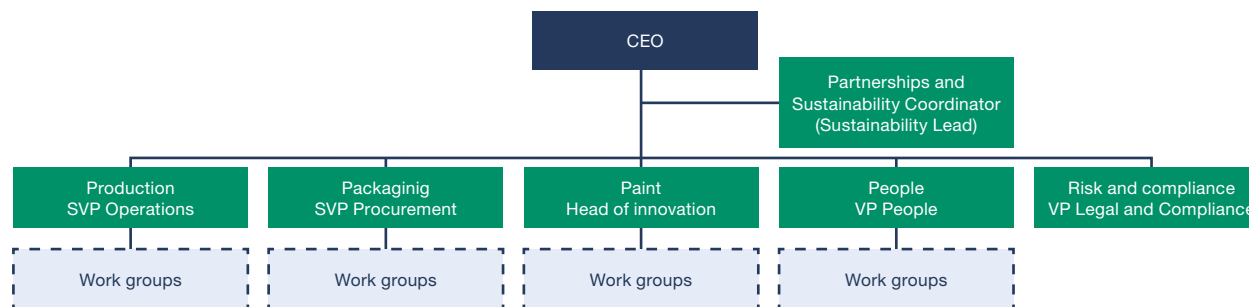 CEO
Partnerships and
Sustainability Coordinator
(Sustainability Lead)
Production
SVP Operations
Packaginig
SVP Procurement
Paint
Head of innovation
People
VP People
Risk and compliance
VP Legal and Compliance
Work groups
Work groups
Work groups
Work groups